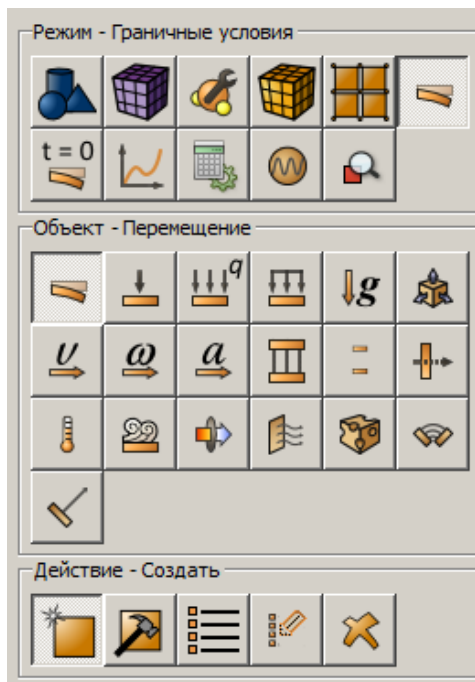 Режим - Граничные условия
t = 0
Объект - Перемещение
q
g
υ ω a
Действие - Создать